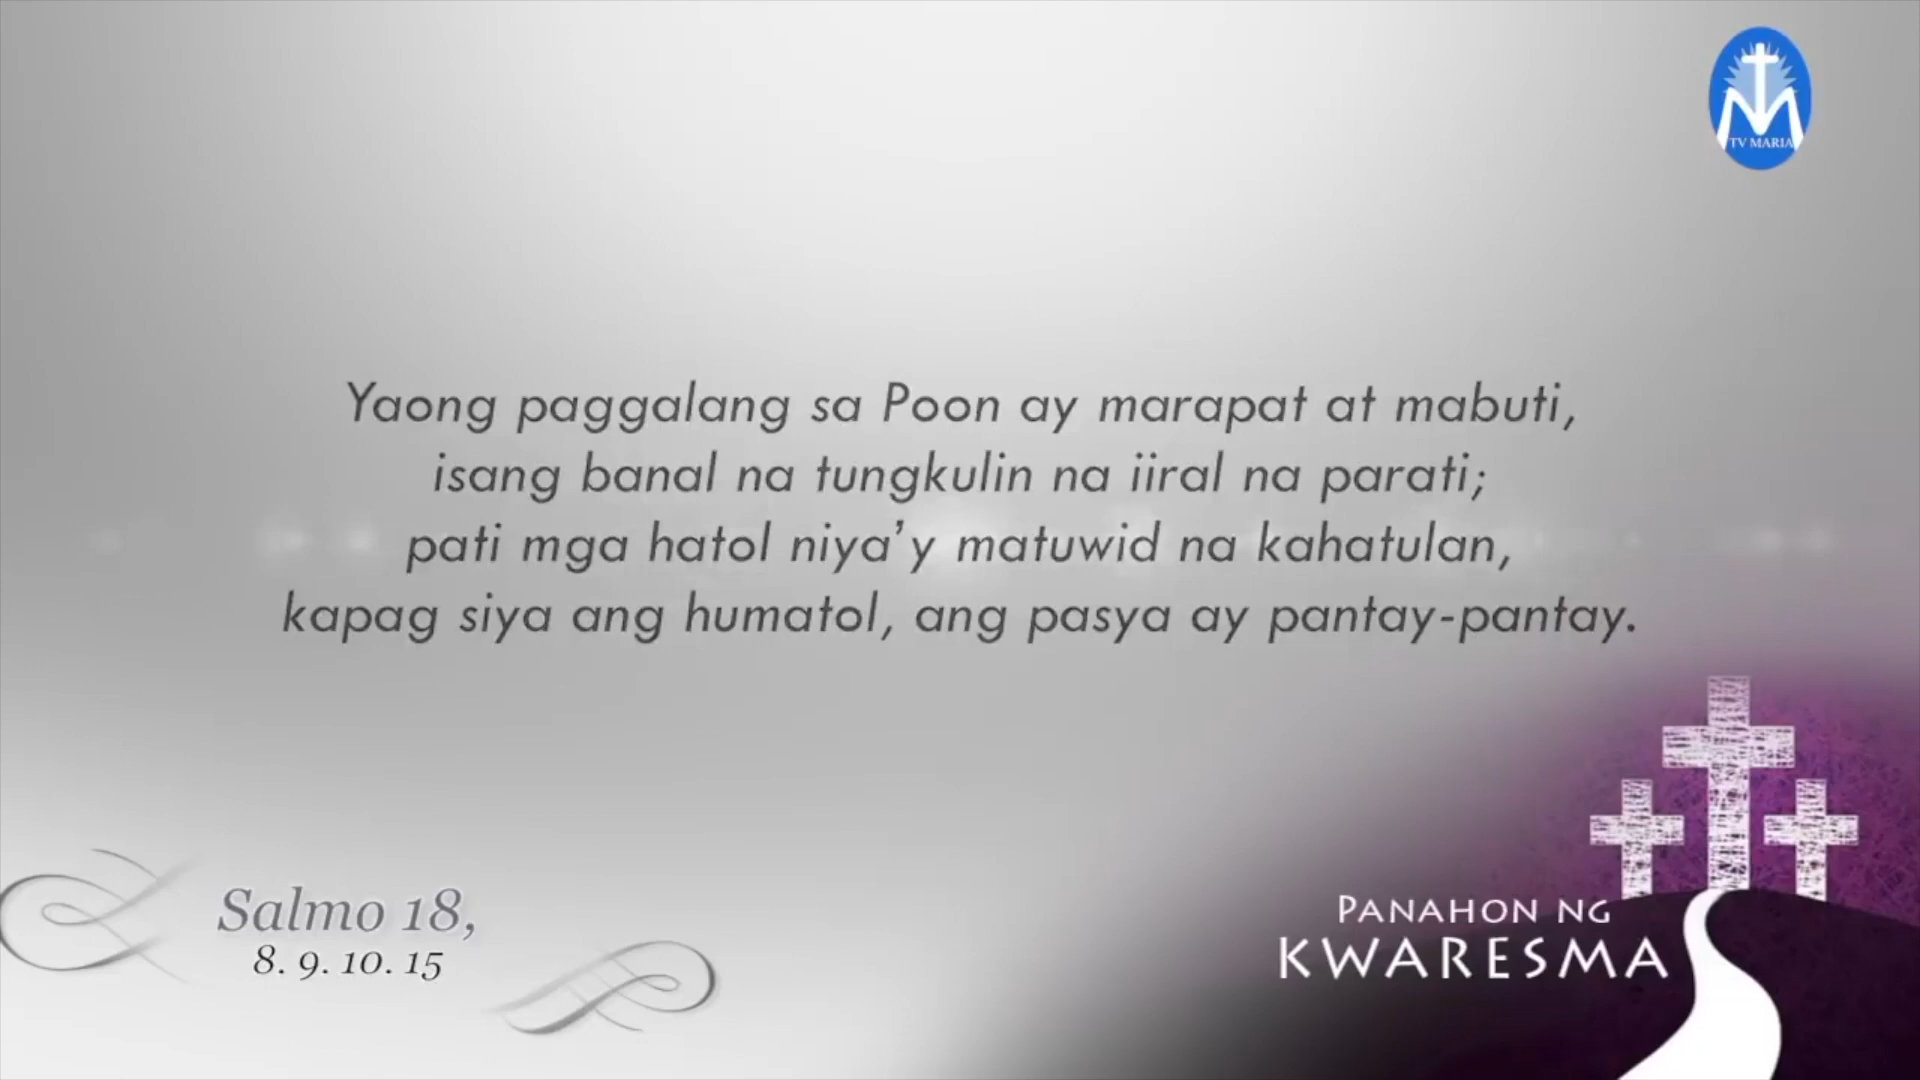 TV MARIA
Yaong paggalang sa Poon ay marapat at mabuti,
isang banal na tungkulin na iiral na parati;
pati mga hatol niya’y matuwid na kahatulan,
kapag siya ang humatol, ang pasya ay pantay-pantay.
Salmo 18,
8. 9. 10. 15
PANAHON NG
KWARESMA